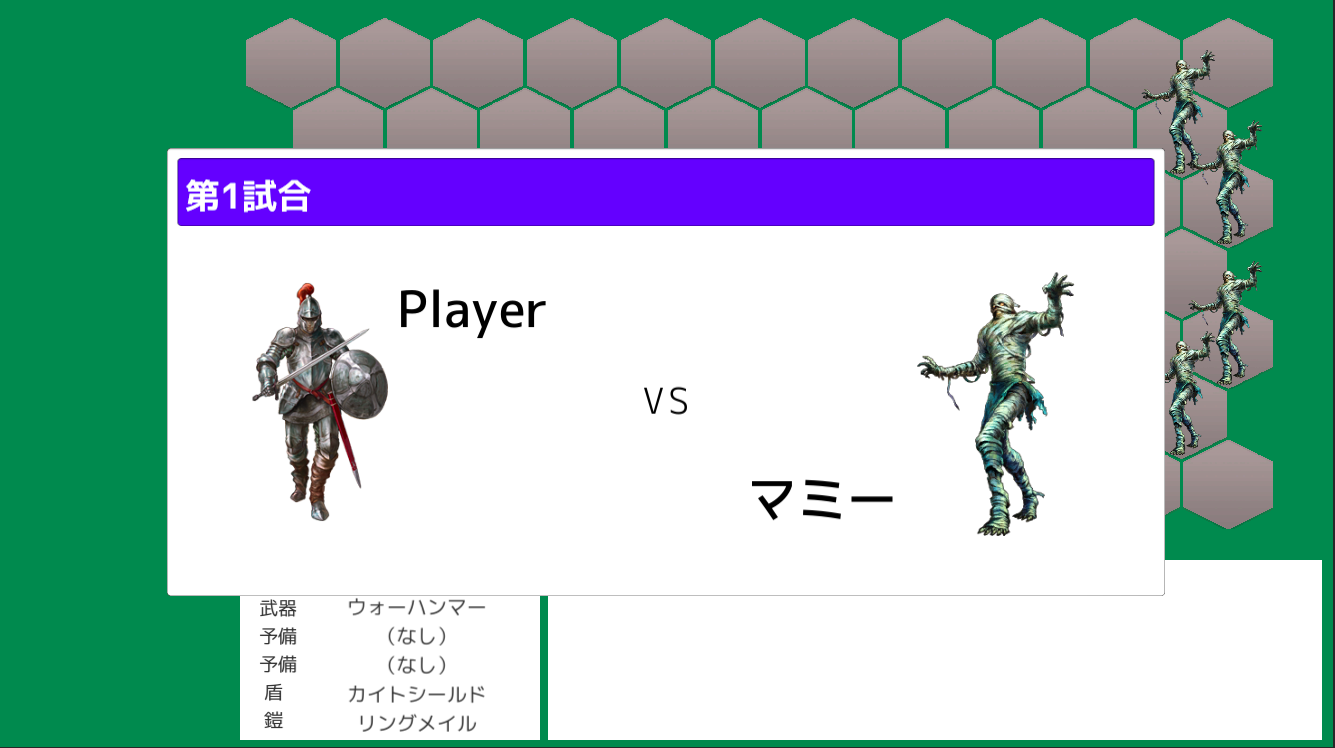 第1試合
Player
VS
マミー
武器 ウォーハンマー
予備 （なし）
予備 （なし）
盾 カイトシールド
鎧 リングメイル